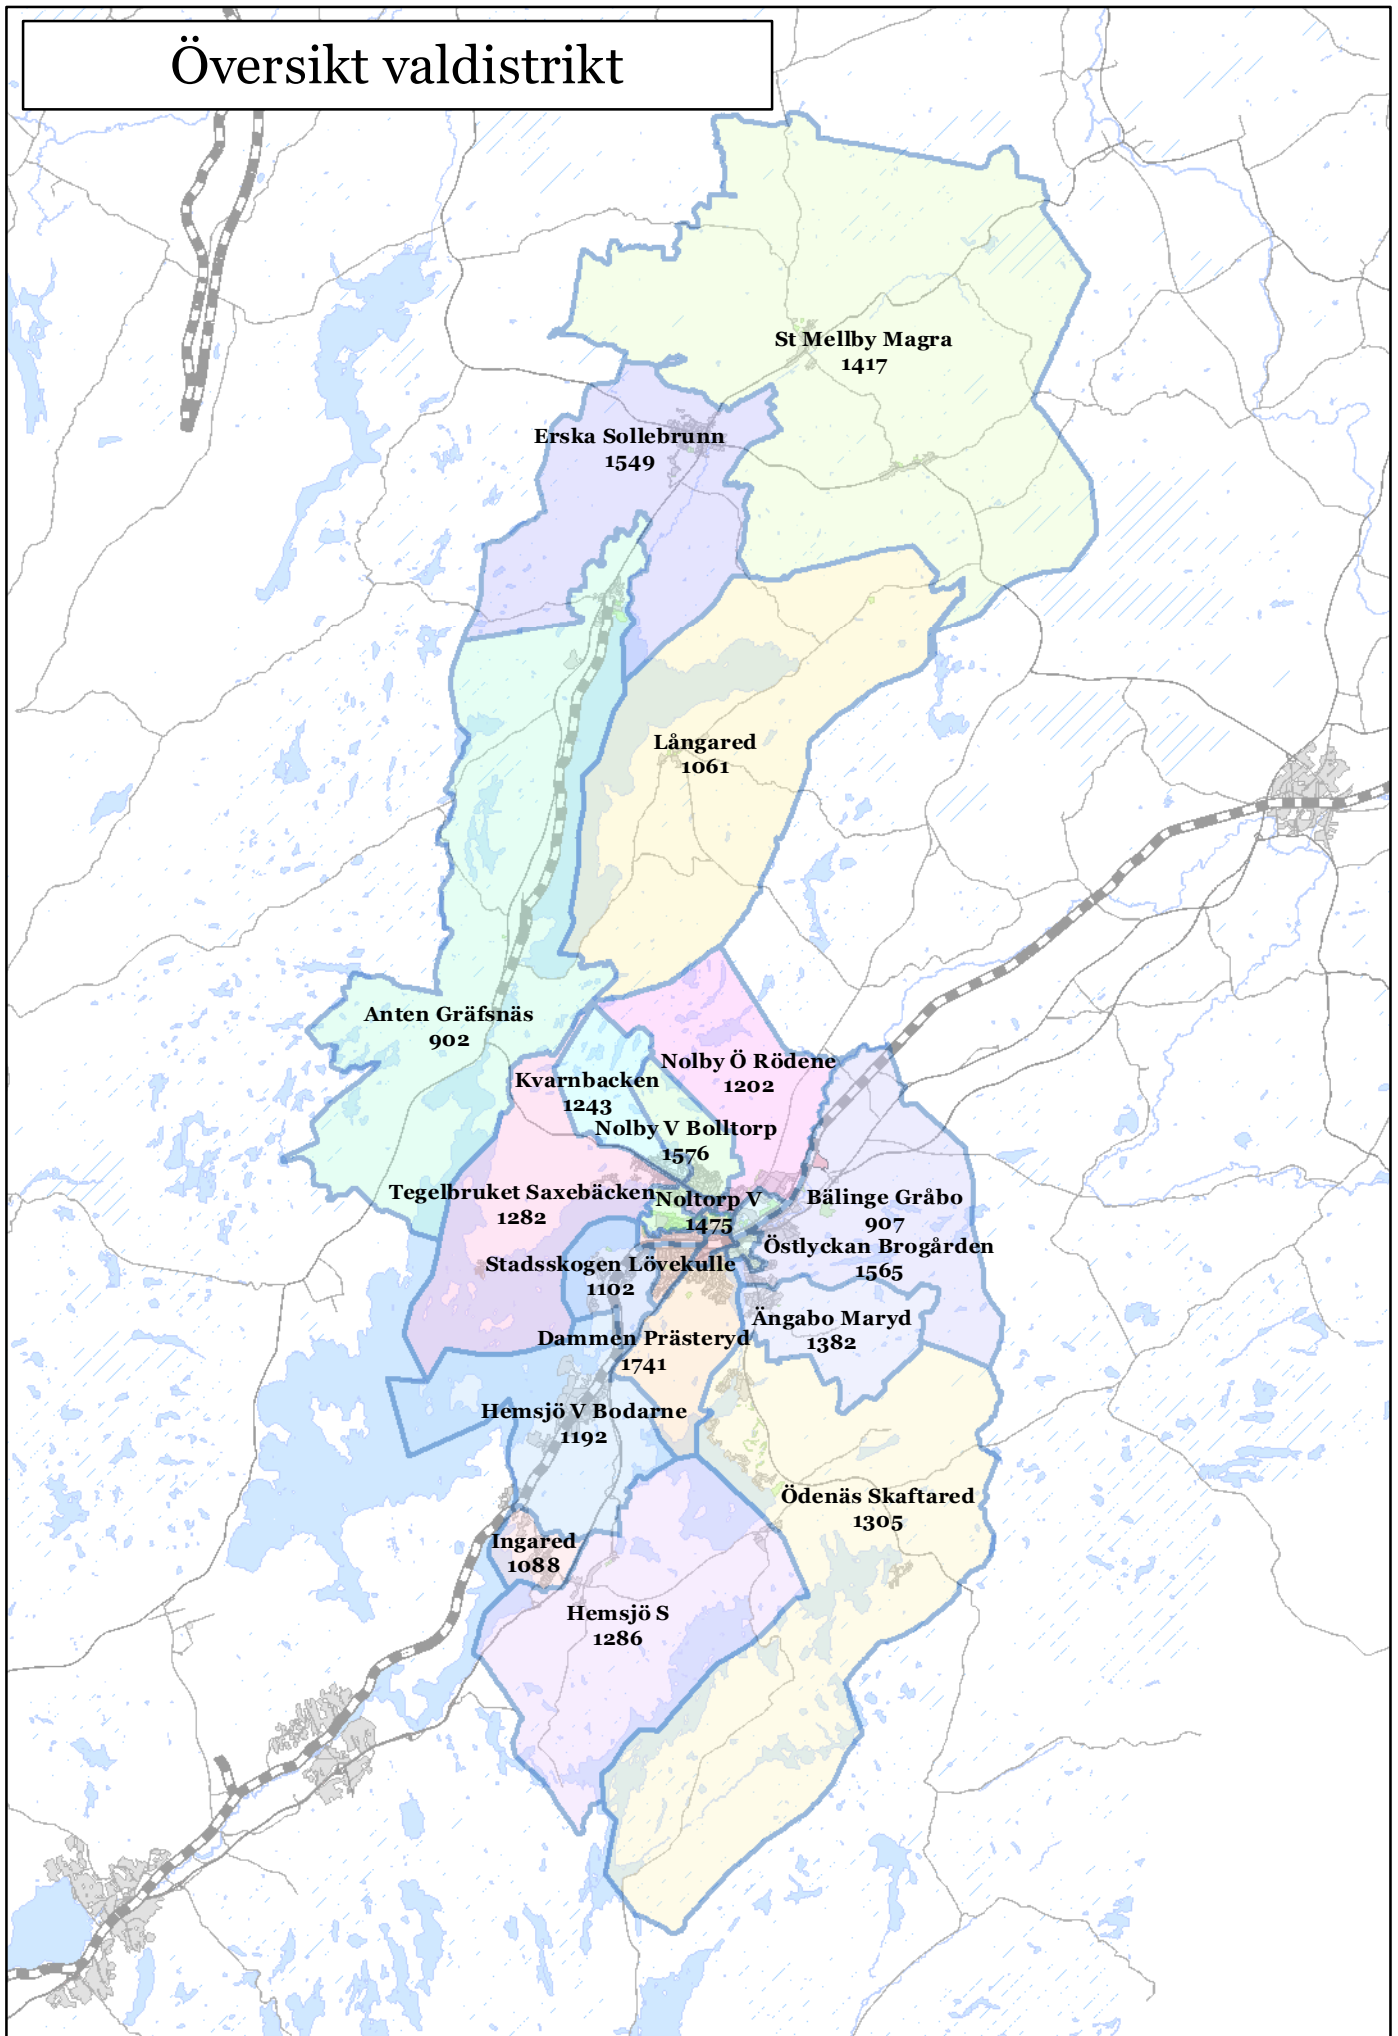 Översikt valdistrikt
St Mellby Magra
1417
Erska Sollebrunn
1549
Långared
1061
Anten Gräfsnäs
902
Nolby Ö Rödene
1202
Kvarnbacken
1243
Nolby V Bolltorp
1576
Tegelbruket Saxebäcken
1282
Noltorp V
1475
Bälinge Gråbo
907
Östlyckan Brogården
1565
Stadsskogen Lövekulle
1102
Ängabo Maryd
1382
Dammen Prästeryd
1741
Hemsjö V Bodarne
1192
Ödenäs Skaftared
1305
Ingared
1088
Hemsjö S
1286